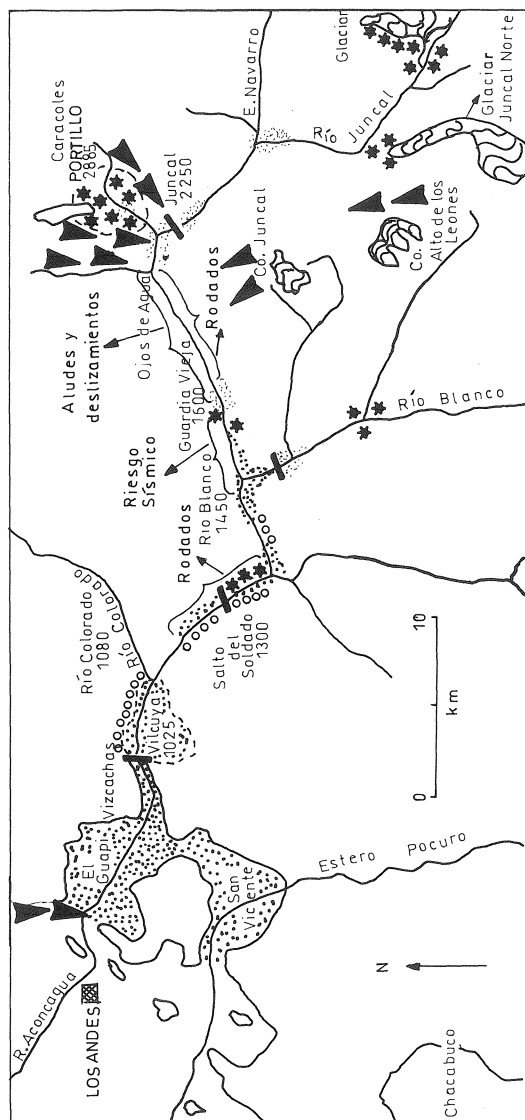 Caracoles
PORTILLO
2885
Juncal
2250
E. Navarro
Río Juncal
Glaciar
Glaciar
Juncal Norte
Co. Juncal
Co.
Alto de los
Leones
Aludes y
deslizamientos
Ojos de Agua
Rodados
Guardia Vieja
1600
Riesgo
Sísmico
Río Blanco
1450
Río Blanco
Rodados
Río Colorado
1080
Río Colorado
Salto
del
Soldado
1300
Vizcachas
Vilcuya
1025
El
Guapi
San
Vicente
Estero Pocuro
R. Aconcagua
LOS ANDES
Chacabuco
N
0
10
km